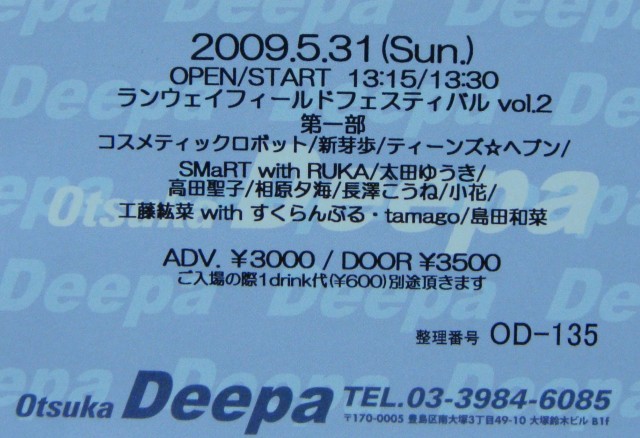 2009.5.31(Sun.)
OPEN/START 13:15/13:30
ランウェイフィールドフェスティバル vol.2
第一部
コスメティックロボット/新芽歩/ティーンズ☆ヘブン/
SMaRT with RUKA/太田ゆうき/
高田聖子/相原夕海/長澤こうね/小花/
工藤紘菜 with すくらんぶる・tamago/島田和菜
ADV. ¥3000 / DOOR ¥3500
ご入場の際1drink代(¥600)別途頂きます
整理番号 OD-135
Otsuka Deepa TEL.03-3984-6085
〒170-0005 豊島区南大塚3丁目49-10 大塚鈴木ビル B1f